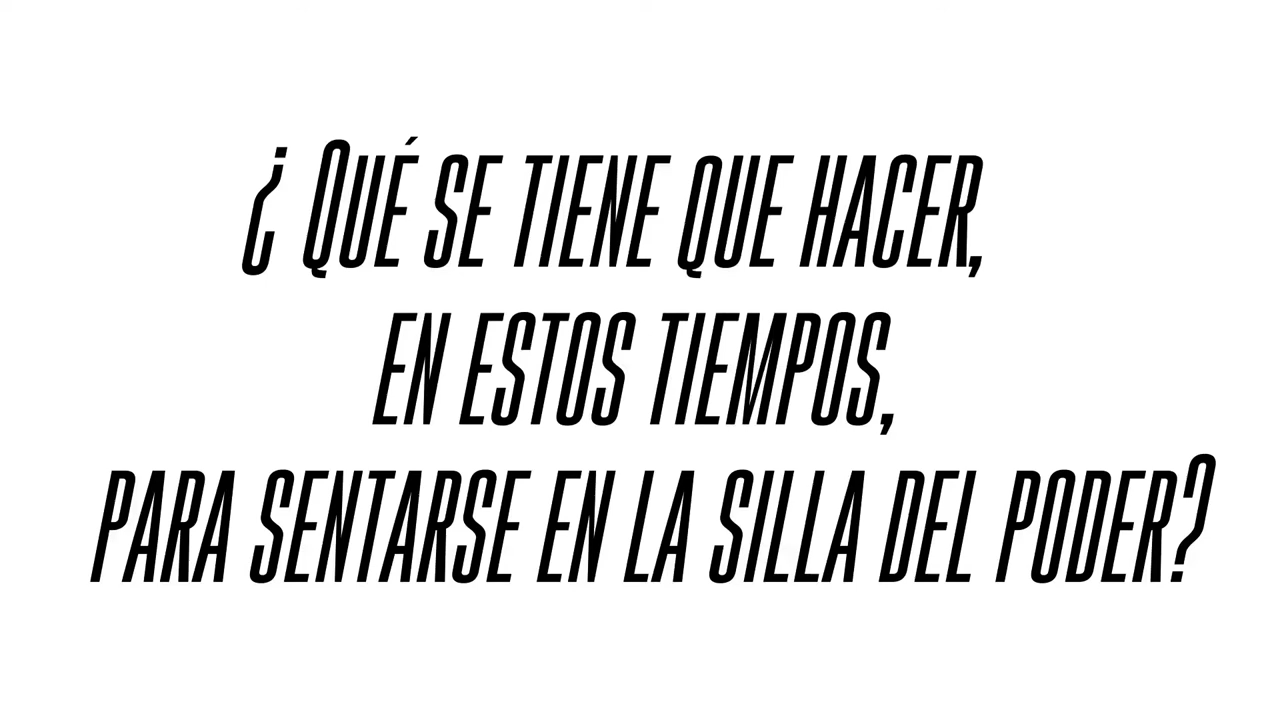 ¿ Qué se tiene que hacer,
en estos tiempos,
para sentarse en la silla del poder?